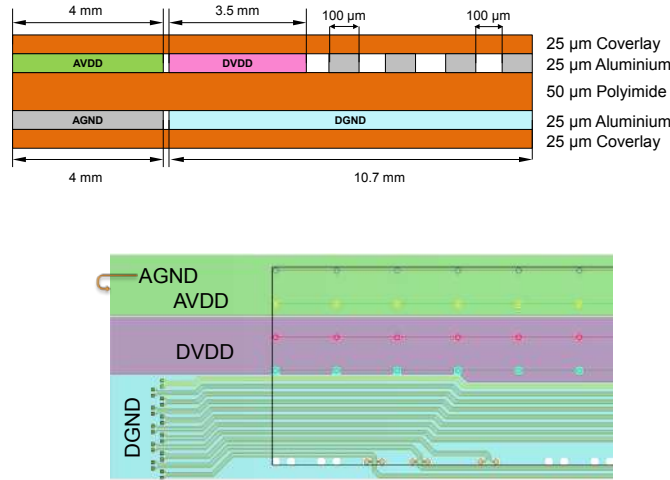 4 mm 3.5 mm 100 µm 100 µm
25 µm Coverlay
AVDD DVDD 25 µm Aluminium
50 µm Polyimide
AGND DGND 25 µm Aluminium
25 µm Coverlay
4 mm 10.7 mm
AGND
AVDD
DVDD
DGND